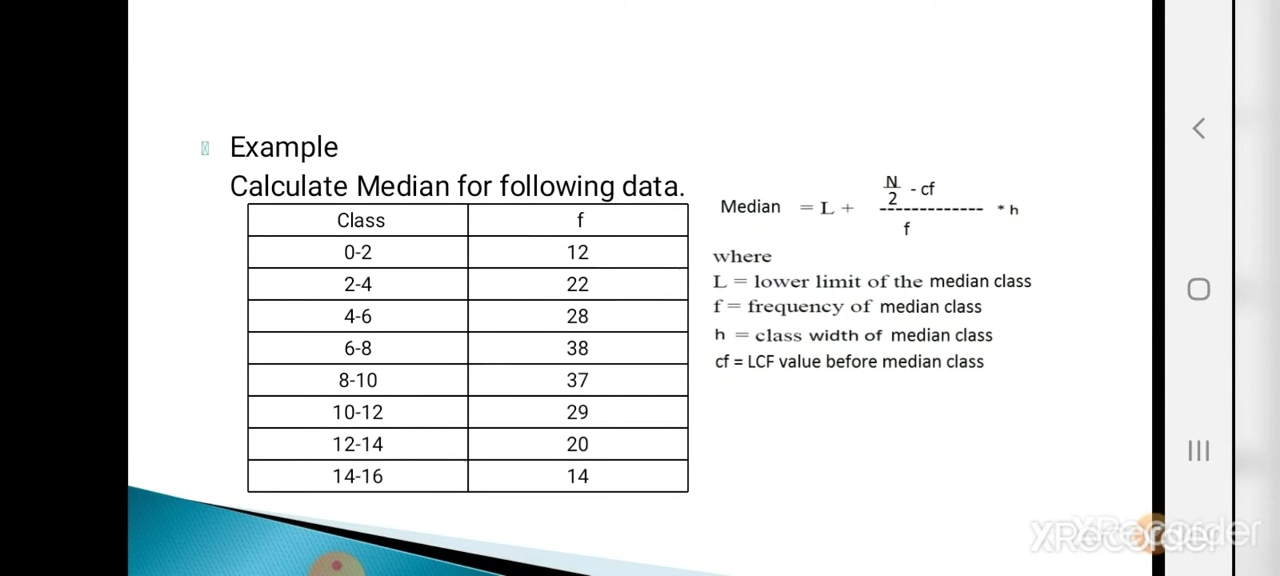 Example
Calculate Median for following data.
Class f
0-2 12
2-4 22
4-6 28
6-8 38
8-10 37
10-12 29
12-14 20
14-16 14
N
Median = L + 2 - cf * h
-------------
f
where
L = lower limit of the median class
f = frequency of median class
h = class width of median class
cf = LCF value before median class
XRecorder